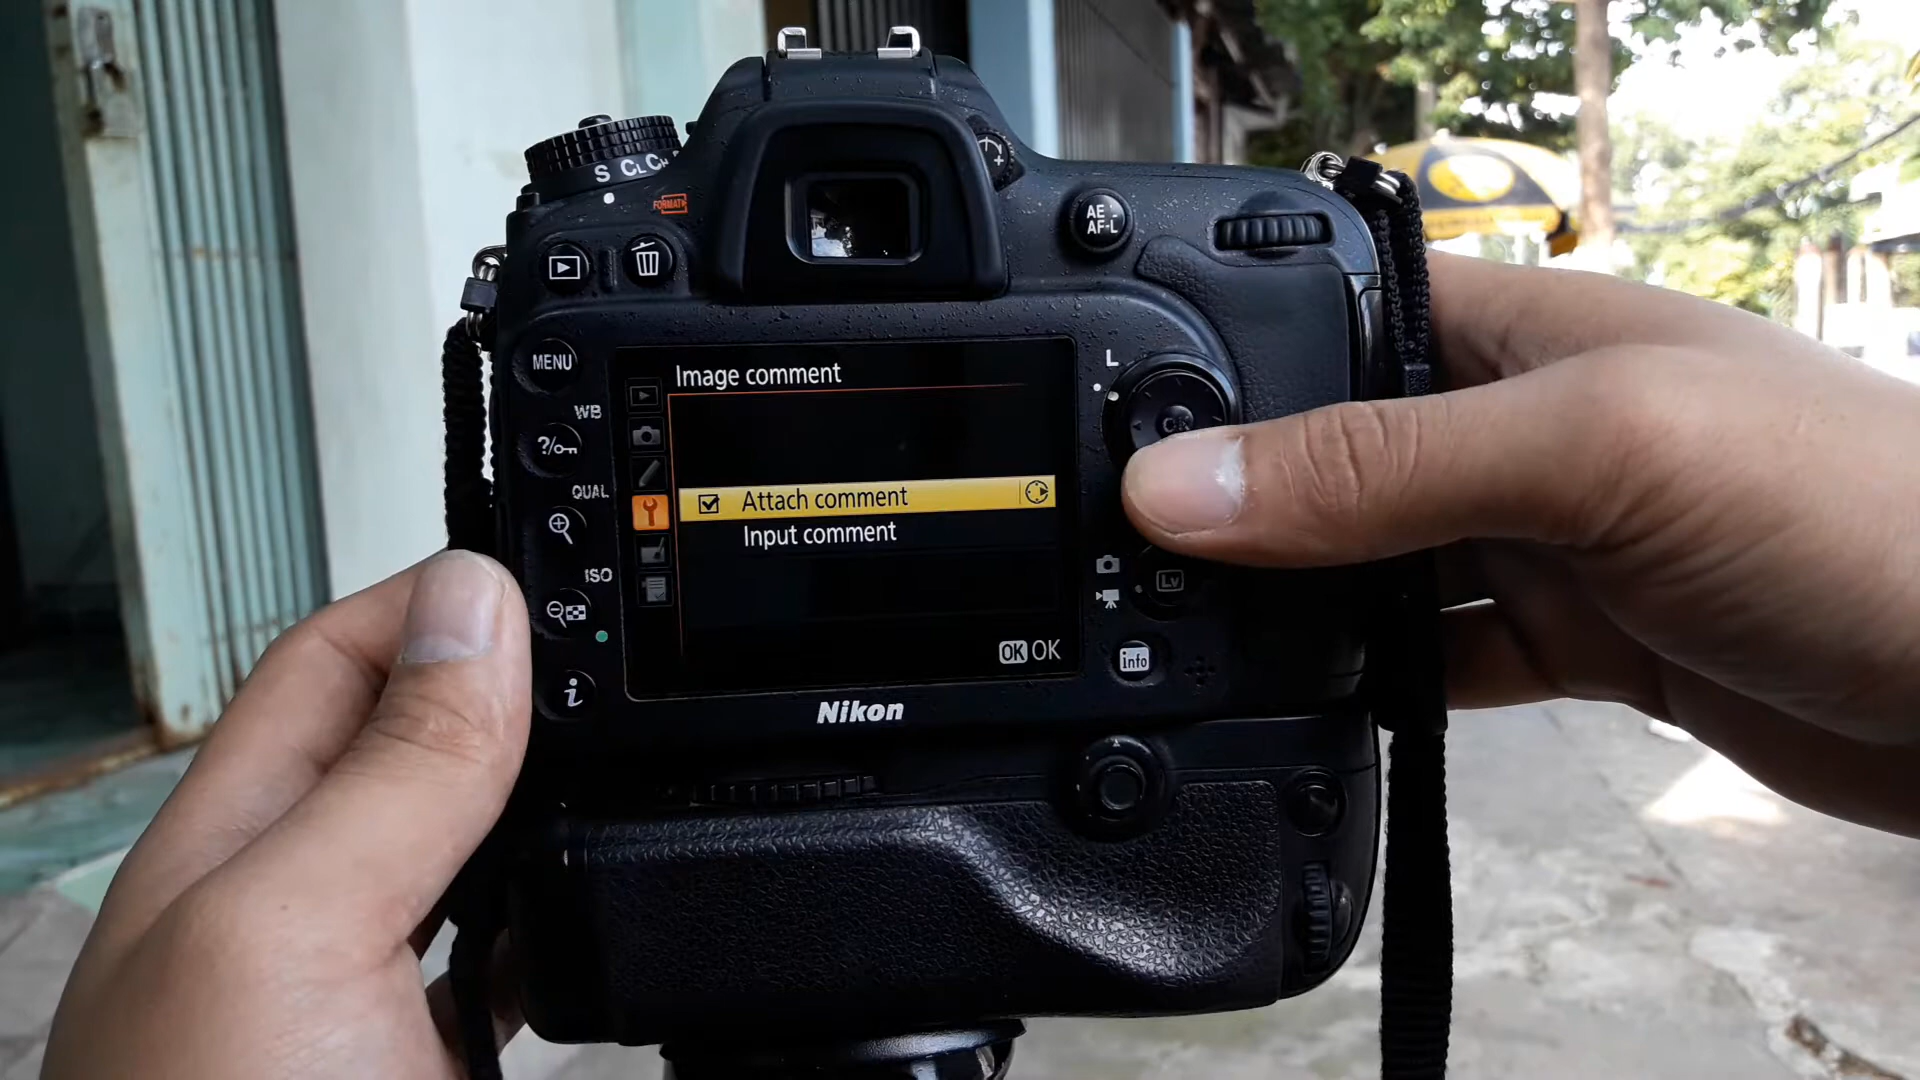 S CL CH
FORMAT
AE-L
AF-L
MENU
WB
?
QUAL
ISO
i
Image comment
Attach comment
Input comment
OK OK
L
OK
Lv
info
Nikon